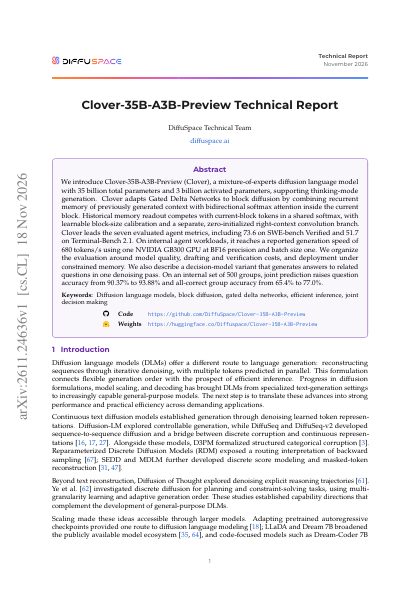 DIFFUSPACE
Technical Report
November 2026
Clover-35B-A3B-Preview Technical Report
DiffuSpace Technical Team
diffuspace.ai
Abstract
We introduce Clover-35B-A3B-Preview (Clover), a mixture-of-experts diffusion language model
with 35 billion total parameters and 3 billion activated parameters, supporting thinking-mode
generation. Clover adapts Gated Delta Networks to block diffusion by combining recurrent
memory of previously generated context with bidirectional softmax attention inside the current
block. Historical memory readout competes with current-block tokens in a shared softmax, with
learnable block-size calibration and a separate, zero-initialized right-context convolution branch.
Clover leads the seven evaluated agent metrics, including 73.6 on SWE-bench Verified and 51.7
on Terminal-Bench 2.1. On internal agent workloads, it reaches a reported generation speed of
680 tokens/s using one NVIDIA GB300 GPU at BF16 precision and batch size one. We organize
the evaluation around model quality, drafting and verification costs, and deployment under
constrained memory. We also describe a decision-model variant that generates answers to related
questions in one denoising pass. On an internal set of 500 groups, joint prediction raises question
accuracy from 90.37% to 93.88% and all-correct group accuracy from 65.4% to 77.0%.
Keywords: Diffusion language models, block diffusion, gated delta networks, efficient inference, joint
decision making
Code https://github.com/DiffuSpace/Clover-35B-A3B-Preview
Weights https://huggingface.co/Diffuspace/Clover-35B-A3B-Preview
1 Introduction
Diffusion language models (DLMs) offer a different route to language generation: reconstructing
sequences through iterative denoising, with multiple tokens predicted in parallel. This formulation
connects flexible generation order with the prospect of efficient inference. Progress in diffusion
formulations, model scaling, and decoding has brought DLMs from specialized text-generation settings
to increasingly capable general-purpose models. The next step is to translate these advances into strong
performance and practical efficiency across demanding applications.
Continuous text diffusion models established generation through denoising learned token represen-
tations. Diffusion-LM explored controllable generation, while DiffuSeq and DiffuSeq-v2 developed
sequence-to-sequence diffusion and a bridge between discrete corruption and continuous represen-
tations [16, 17, 27]. Alongside these models, D3PM formulated structured categorical corruption [3].
Reparameterized Discrete Diffusion Models (RDM) exposed a routing interpretation of backward
sampling [67]; SEDD and MDLM further developed discrete score modeling and masked-token
reconstruction [31, 47].
Beyond text reconstruction, Diffusion of Thought explored denoising explicit reasoning trajectories [61].
Ye et al. [62] investigated discrete diffusion for planning and constraint-solving tasks, using multi-
granularity learning and adaptive generation order. These studies established capability directions that
complement the development of general-purpose DLMs.
Scaling made these ideas accessible through larger models. Adapting pretrained autoregressive
checkpoints provided one route to diffusion language modeling [18]; LLaDA and Dream 7B broadened
the publicly available model ecosystem [35, 64], and code-focused models such as Dream-Coder 7B
1
arXiv:2611.24636v1 [cs.CL] 18 Nov 2026